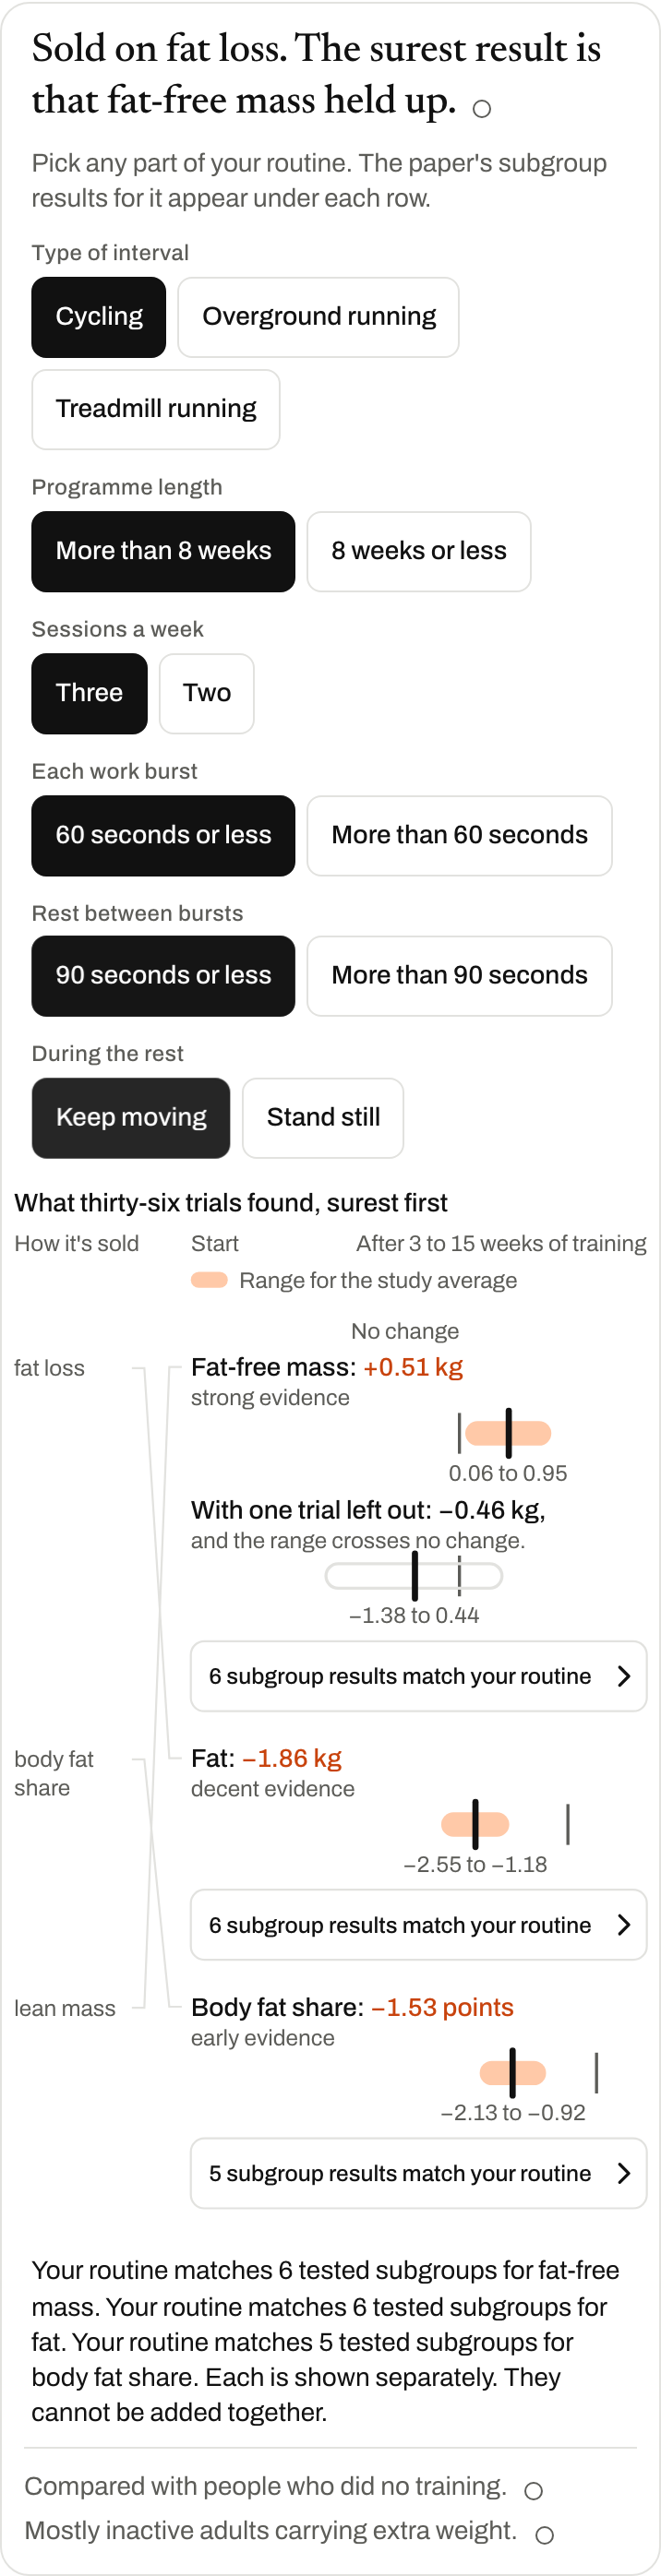 Sold on fat loss. The surest result is
that fat-free mass held up.
Pick any part of your routine. The paper's subgroup
results for it appear under each row.
Type of interval
Cycling
Overground running
Treadmill running
Programme length
More than 8 weeks
8 weeks or less
Sessions a week
Three
Two
Each work burst
60 seconds or less
More than 60 seconds
Rest between bursts
90 seconds or less
More than 90 seconds
During the rest
Keep moving
Stand still
What thirty-six trials found, surest first
How it's sold
Start
After 3 to 15 weeks of training
Range for the study average
No change
fat loss
Fat-free mass: +0.51 kg
strong evidence
0.06 to 0.95
With one trial left out: −0.46 kg,
and the range crosses no change.
−1.38 to 0.44
6 subgroup results match your routine
body fat
share
Fat: −1.86 kg
decent evidence
−2.55 to −1.18
6 subgroup results match your routine
lean mass
Body fat share: −1.53 points
early evidence
−2.13 to −0.92
5 subgroup results match your routine
Your routine matches 6 tested subgroups for fat-free
mass. Your routine matches 6 tested subgroups for
fat. Your routine matches 5 tested subgroups for
body fat share. Each is shown separately. They
cannot be added together.
Compared with people who did no training.
Mostly inactive adults carrying extra weight.